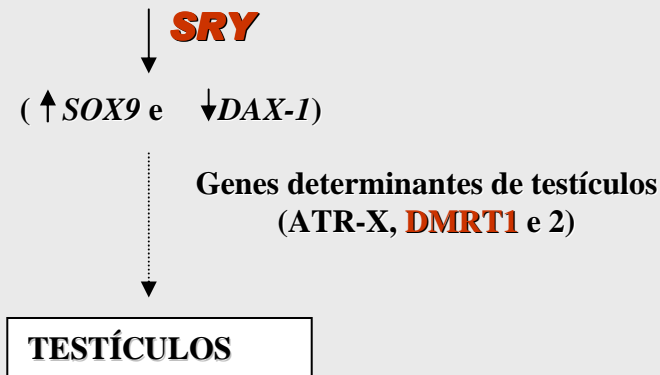 SRY
( ↑ SOX9 e ↓DAX-1)
Genes determinantes de testículos
(ATR-X, DMRT1 e 2)
TESTÍCULOS